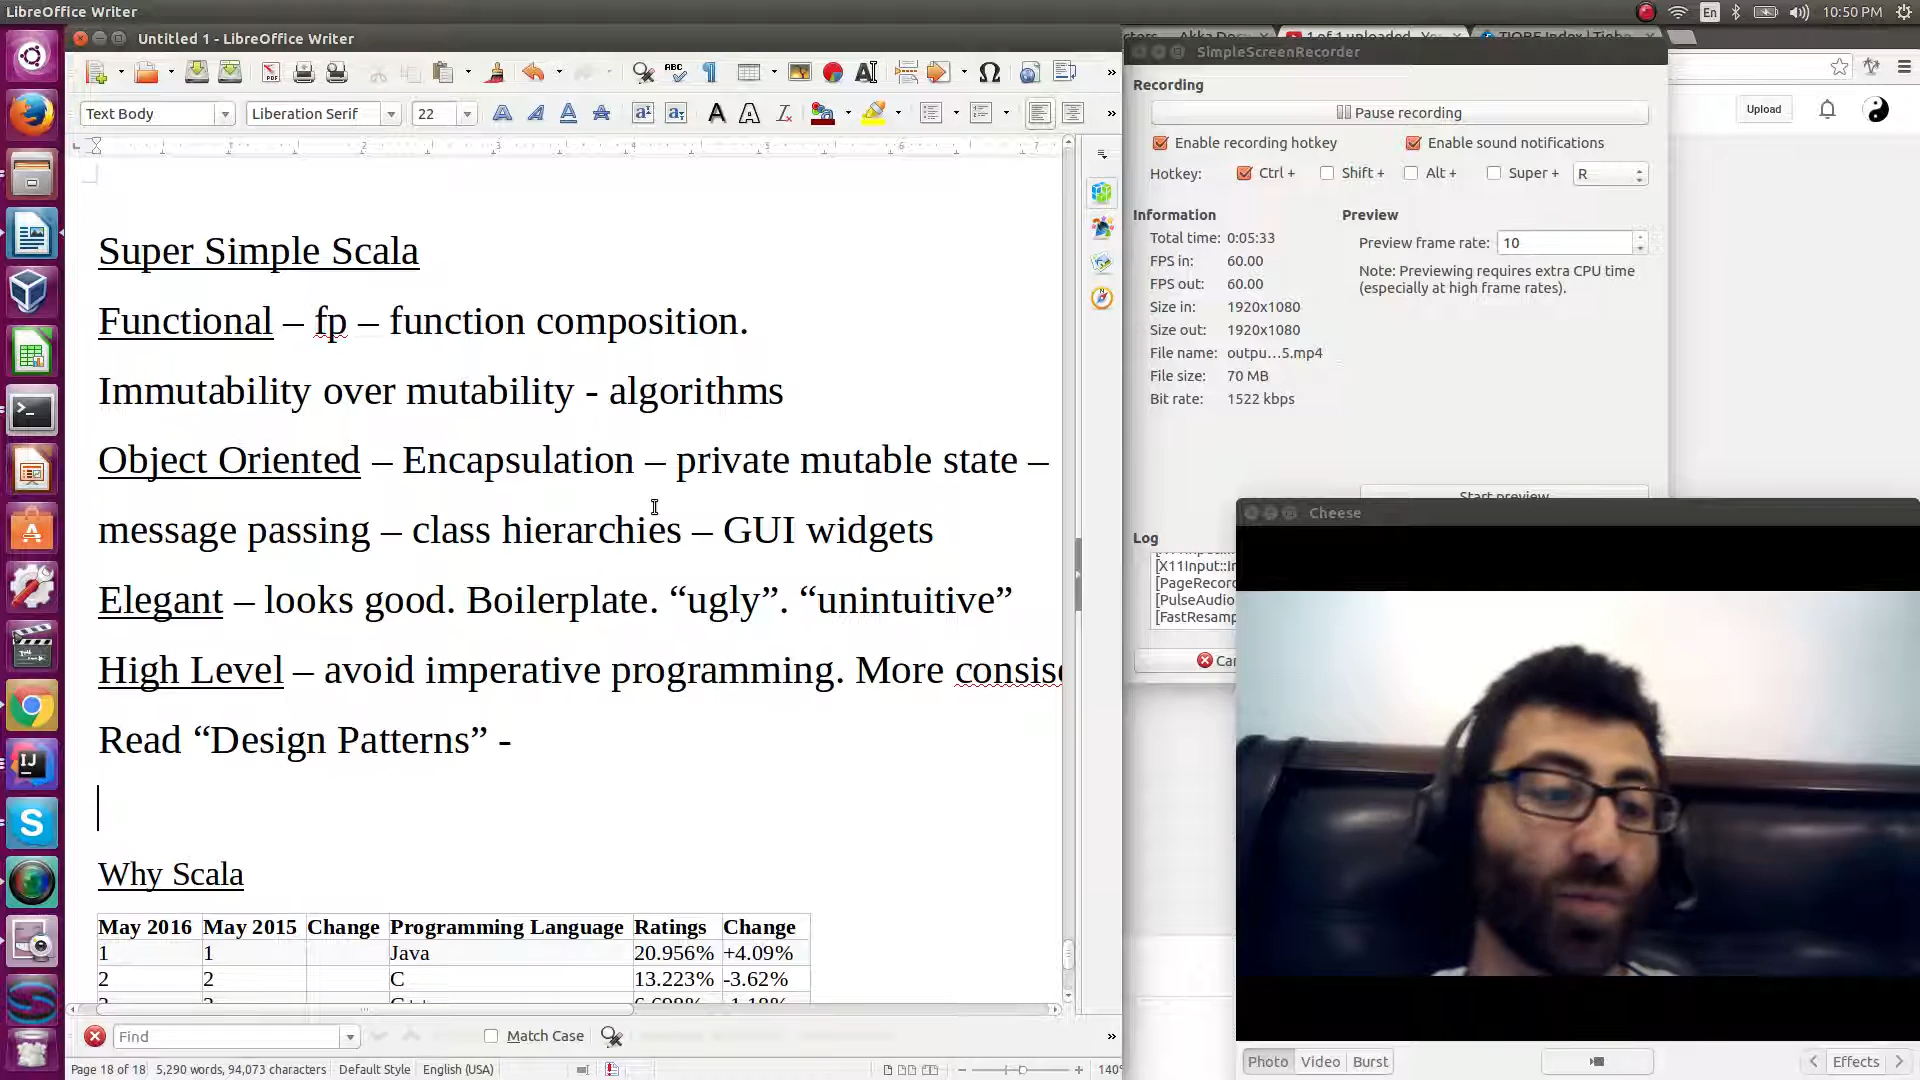 LibreOffice Writer
En
10:50 PM
Untitled 1 - LibreOffice Writer
Text Body
Liberation Serif
22
Super Simple Scala
Functional – fp – function composition.
Immutability over mutability - algorithms
Object Oriented – Encapsulation – private mutable state –
message passing – class hierarchies – GUI widgets
Elegant – looks good. Boilerplate. “ugly”. “unintuitive”
High Level – avoid imperative programming. More consise
Read “Design Patterns” -
Why Scala
May 2016 May 2015 Change Programming Language Ratings Change
1 1 Java 20.956% +4.09%
2 2 C 13.223% -3.62%
Find
Match Case
Page 18 of 18 5,290 words, 94,073 characters Default Style English (USA) 140%
SimpleScreenRecorder
Upload
Recording
Pause recording
Enable recording hotkey
Enable sound notifications
Hotkey: Ctrl + Shift + Alt + Super + R
Information
Total time: 0:05:33
FPS in: 60.00
FPS out: 60.00
Size in: 1920x1080
Size out: 1920x1080
File name: outpu...5.mp4
File size: 70 MB
Bit rate: 1522 kbps
Preview
Preview frame rate: 10
Note: Previewing requires extra CPU time
(especially at high frame rates).
Start preview
Log
[PageRecor
[PulseAudio
[FastResamp
Can
Cheese
Photo Video Burst
Effects